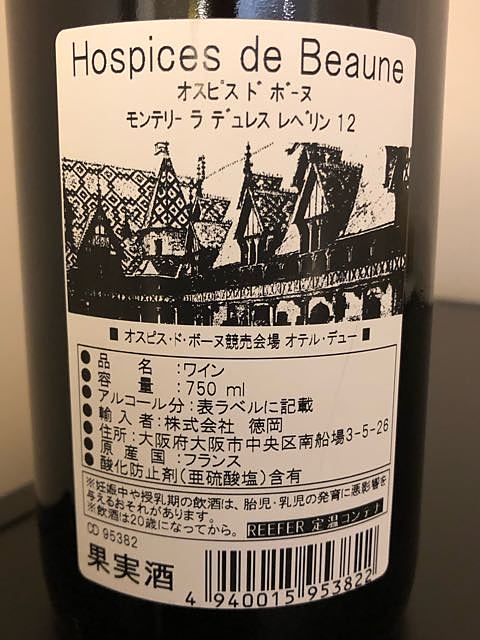 Hospices de Beaune
オスピス ド ボーヌ
モンテリー ラ デュレス レベリン 12
■ オスピス・ド・ボーヌ競売会場 オテル・デュー ■
● 品　　名 :ワイン
● 容　　量 :750 ml
● アルコール分:表ラベルに記載
● 輸 入 者:株式会社 徳岡
● 住所:大阪府大阪市中央区南船場3-5-26
● 原 産 国 :フランス
● 酸化防止剤(亜硫酸塩)含有
※妊娠中や授乳期の飲酒は、胎児・乳児の発育に悪影響を
与えるおそれがあります。
※飲酒は20歳になってから。 REEFER 定温コンテナ
CD 95382
果実酒
4 940015 953822